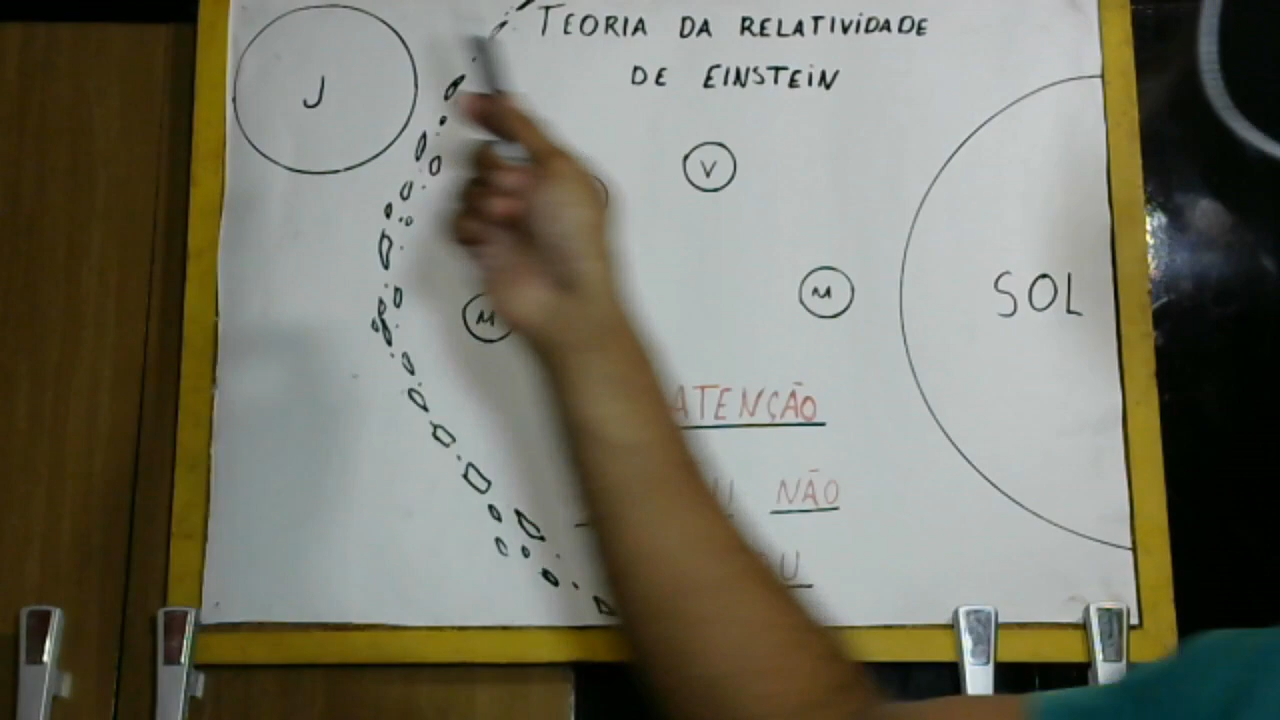 TEORIA DA RELATIVIDADE
DE EINSTEIN
J
V
M
SOL
M
ATENÇÃO
NÃO